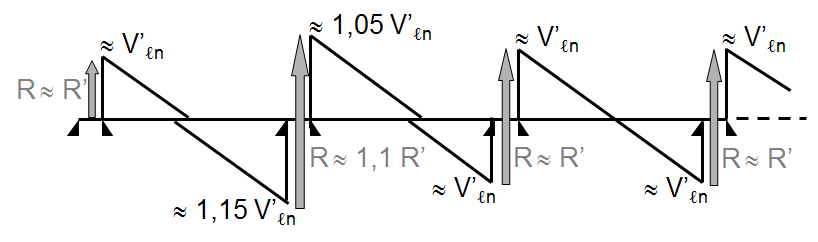 ≈ V’ℓn
≈ 1,05 V’ℓn
≈ V’ℓn
≈ V’ℓn
R ≈ R’
R ≈ 1,1 R’
R ≈ R’
R ≈ R’
≈ 1,15 V’ℓn
≈ V’ℓn
≈ V’ℓn